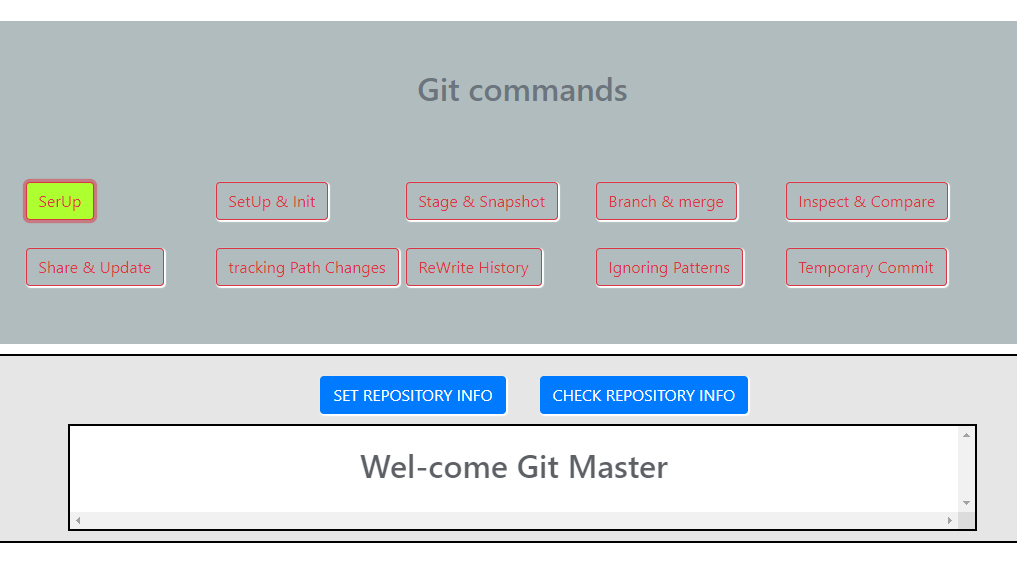 Git commands
SerUp
SetUp & Init
Stage & Snapshot
Branch & merge
Inspect & Compare
Share & Update
tracking Path Changes
ReWrite History
Ignoring Patterns
Temporary Commit
SET REPOSITORY INFO
CHECK REPOSITORY INFO
Wel-come Git Master